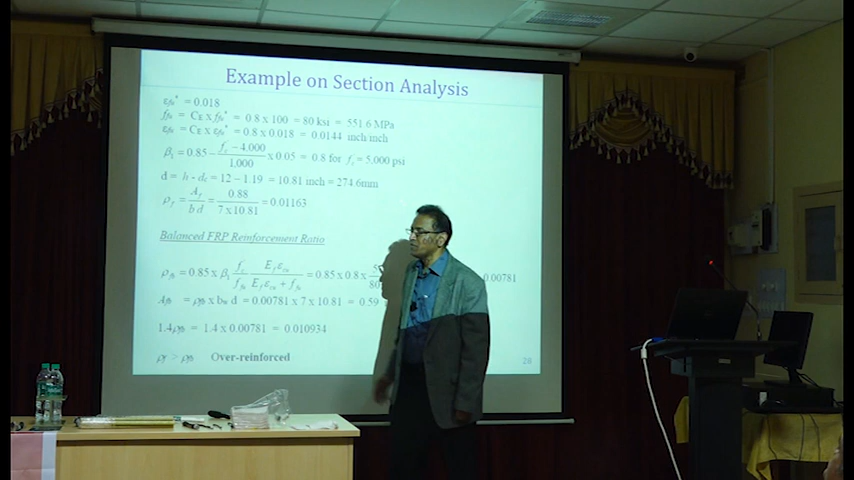 Example on Section Analysis
εfu* = 0.018
ffu = CE x ffu* = 0.8 x 100 = 80 ksi = 551.6 MPa
εfu = CE x εfu* = 0.8 x 0.018 = 0.0144 inch/inch
β1 = 0.85 − (f'c − 4,000)/1,000 x 0.05 = 0.8 for f'c = 5,000 psi
d = h - dc = 12 − 1.19 = 10.81 inch = 274.6mm
ρf = Af/(b d) = 0.88/(7 x 10.81) = 0.01163
Balanced FRP Reinforcement Ratio
ρfb = 0.85 x β1 f'c/ffu Ef εcu/(Ef εcu + ffu) = 0.85 x 0.8 x 0.00781
Afb = ρfb x bw d = 0.00781 x 7 x 10.81 = 0.59
1.4ρfb = 1.4 x 0.00781 = 0.010934
ρf > ρfb Over-reinforced
28